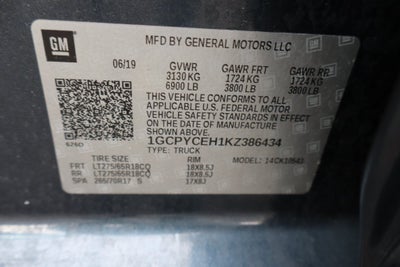 GM
MFD BY GENERAL MOTORS LLC
06/19 GVWR GAWR FRT GAWR RR
3130 KG 1724 KG 1724 KG
6900 LB 3800 LB 3800 LB
THIS VEHICLE CONFORMS TO ALL
APPLICABLE U.S. FEDERAL MOTOR
VEHICLE SAFETY STANDARDS IN EFFECT
ON THE DATE OF MANUFACTURE SHOWN ABOVE.
1GCPYCEH1KZ386434
TYPE: TRUCK MODEL:
TIRE SIZE RIM
FRT LT275/65R18CQ 18X8.5J
RR LT275/65R18CQ 18X8.5J
SPA 265/70R17 S 17X8J